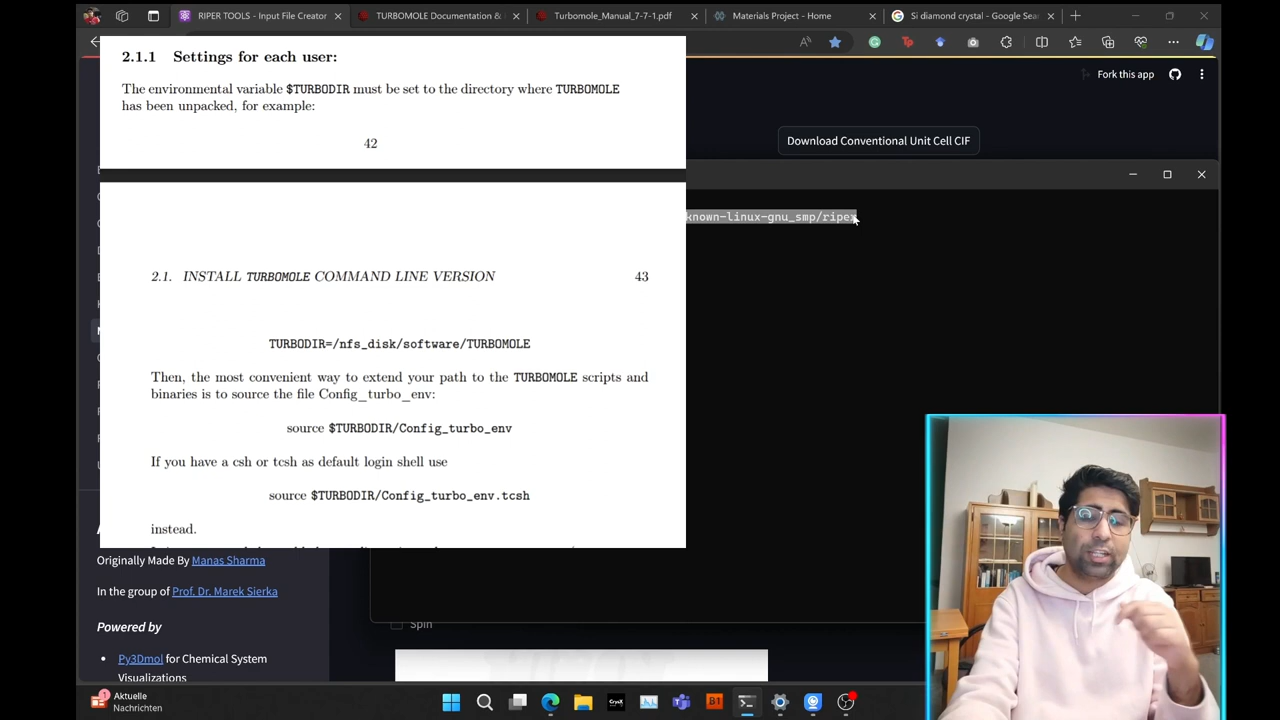 RIPER TOOLS - Input File Creator
TURBOMOLE Documentation &
Turbomole_Manual_7-7-1.pdf
Materials Project - Home
Si diamond crystal - Google Sea
2.1.1 Settings for each user:
The environmental variable $TURBODIR must be set to the directory where TURBOMOLE
has been unpacked, for example:
42
Fork this app
Download Conventional Unit Cell CIF
known-linux-gnu_smp/riper
2.1. INSTALL TURBOMOLE COMMAND LINE VERSION 43
TURBODIR=/nfs_disk/software/TURBOMOLE
Then, the most convenient way to extend your path to the TURBOMOLE scripts and
binaries is to source the file Config_turbo_env:
source $TURBODIR/Config_turbo_env
If you have a csh or tcsh as default login shell use
source $TURBODIR/Config_turbo_env.tcsh
instead.
Originally Made By Manas Sharma
In the group of Prof. Dr. Marek Sierka
Powered by
Py3Dmol for Chemical System
Visualizations
Spin
1
Aktuelle
Nachrichten
CrysX
B1